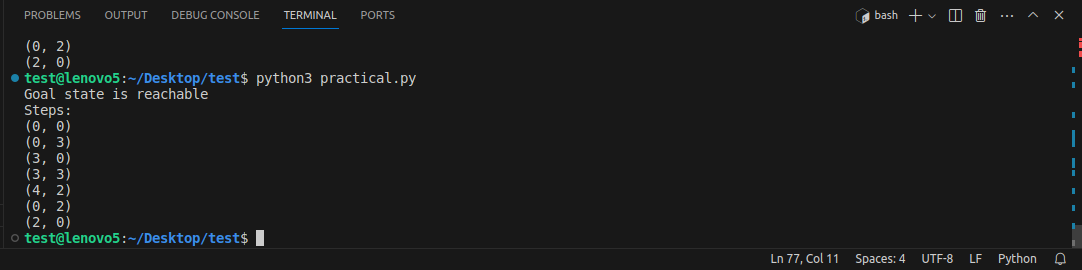 PROBLEMS OUTPUT DEBUG CONSOLE TERMINAL PORTS bash
(0, 2)
(2, 0)
test@lenovo5:~/Desktop/test$ python3 practical.py
Goal state is reachable
Steps:
(0, 0)
(0, 3)
(3, 0)
(3, 3)
(4, 2)
(0, 2)
(2, 0)
test@lenovo5:~/Desktop/test$
Ln 77, Col 11 Spaces: 4 UTF-8 LF Python